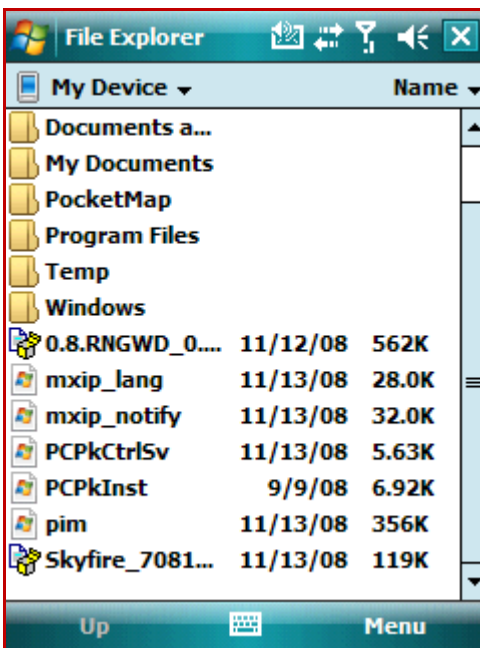 File Explorer
My Device Name
Documents a...
My Documents
PocketMap
Program Files
Temp
Windows
0.8.RNGWD_0.... 11/12/08 562K
mxip_lang 11/13/08 28.0K
mxip_notify 11/13/08 32.0K
PCPkCtrlSv 11/13/08 5.63K
PCPkInst 9/9/08 6.92K
pim 11/13/08 356K
Skyfire_7081... 11/13/08 119K
Up Menu